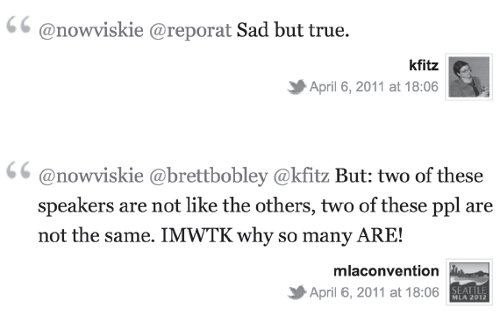 “ @nowviskie @reporat Sad but true.
kfitz
April 6, 2011 at 18:06
“ @nowviskie @brettbobley @kfitz But: two of these
speakers are not like the others, two of these ppl are
not the same. IMWTK why so many ARE!
mlaconvention
April 6, 2011 at 18:06
SEATTLE
MLA 2012